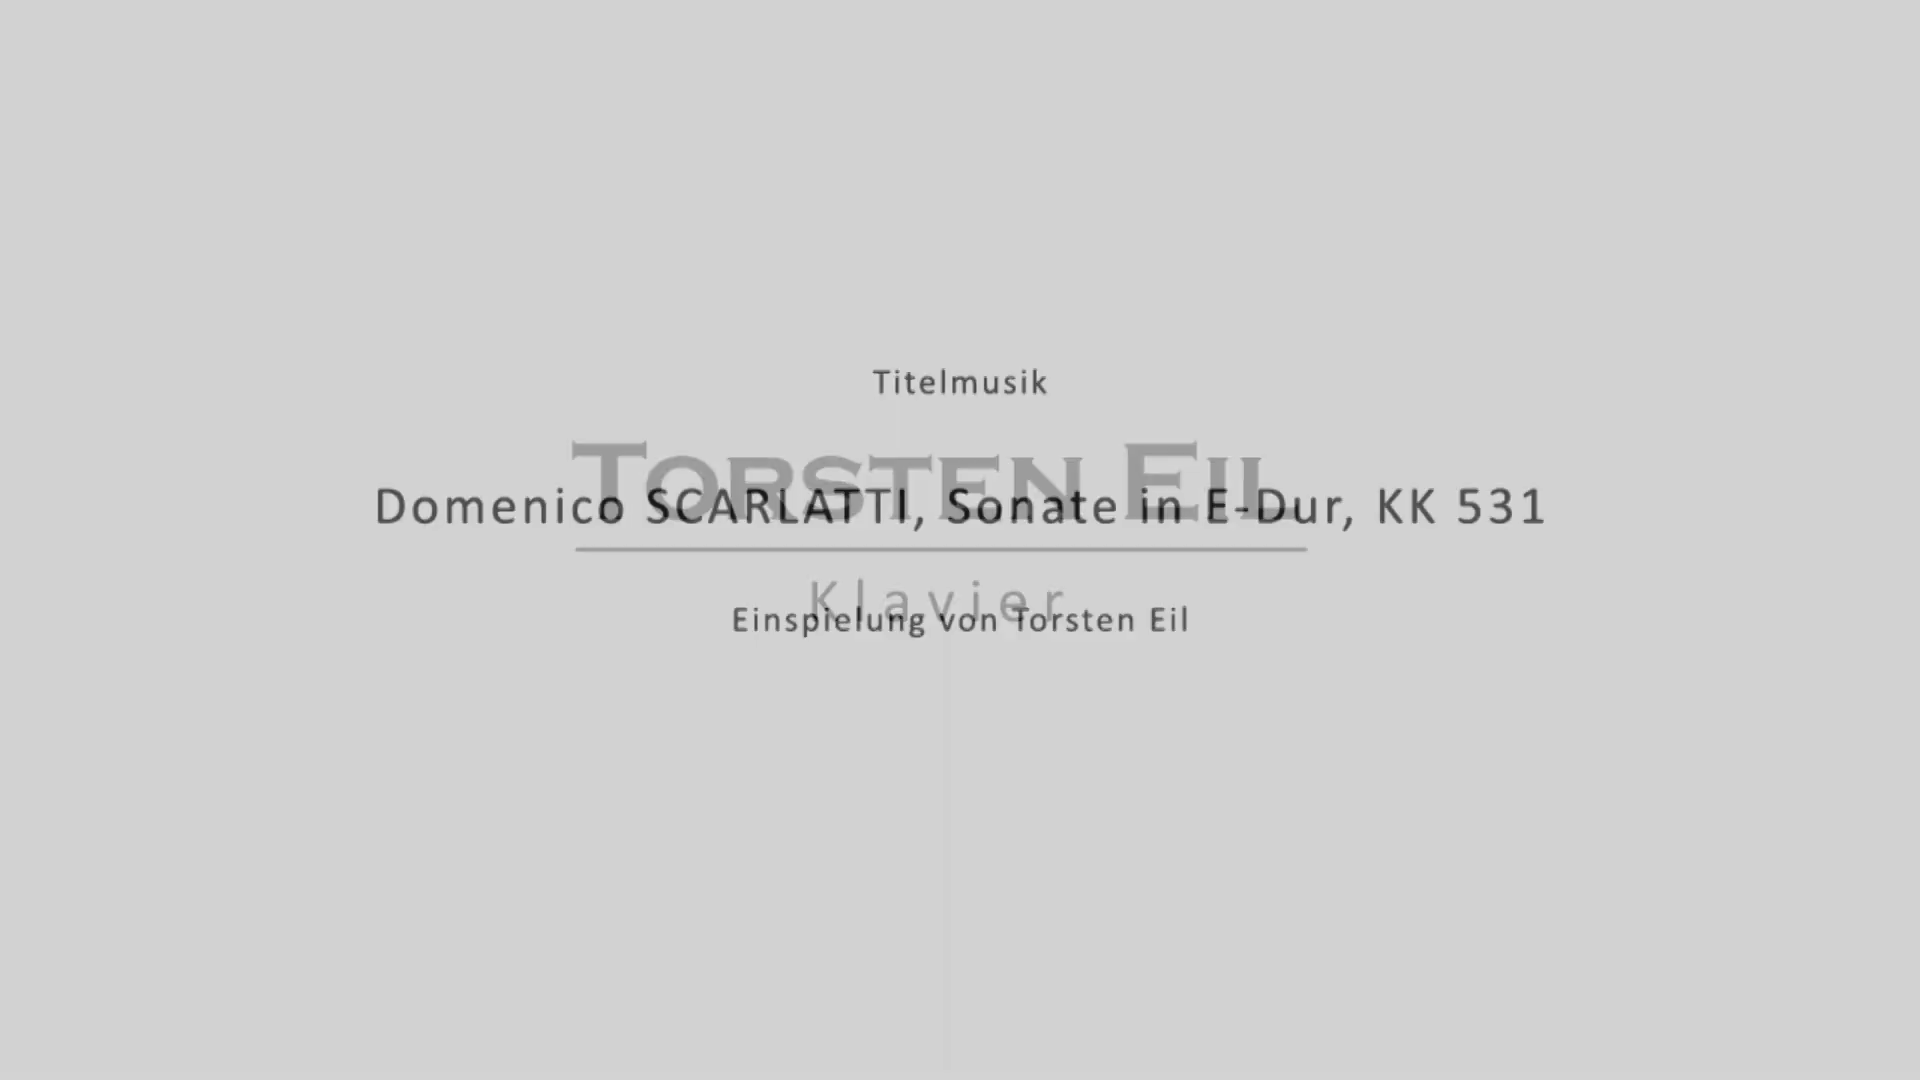 Titelmusik
TORSTEN EIL
Domenico SCARLATTI, Sonate in E-Dur, KK 531
Klavier
Einspielung von Torsten Eil